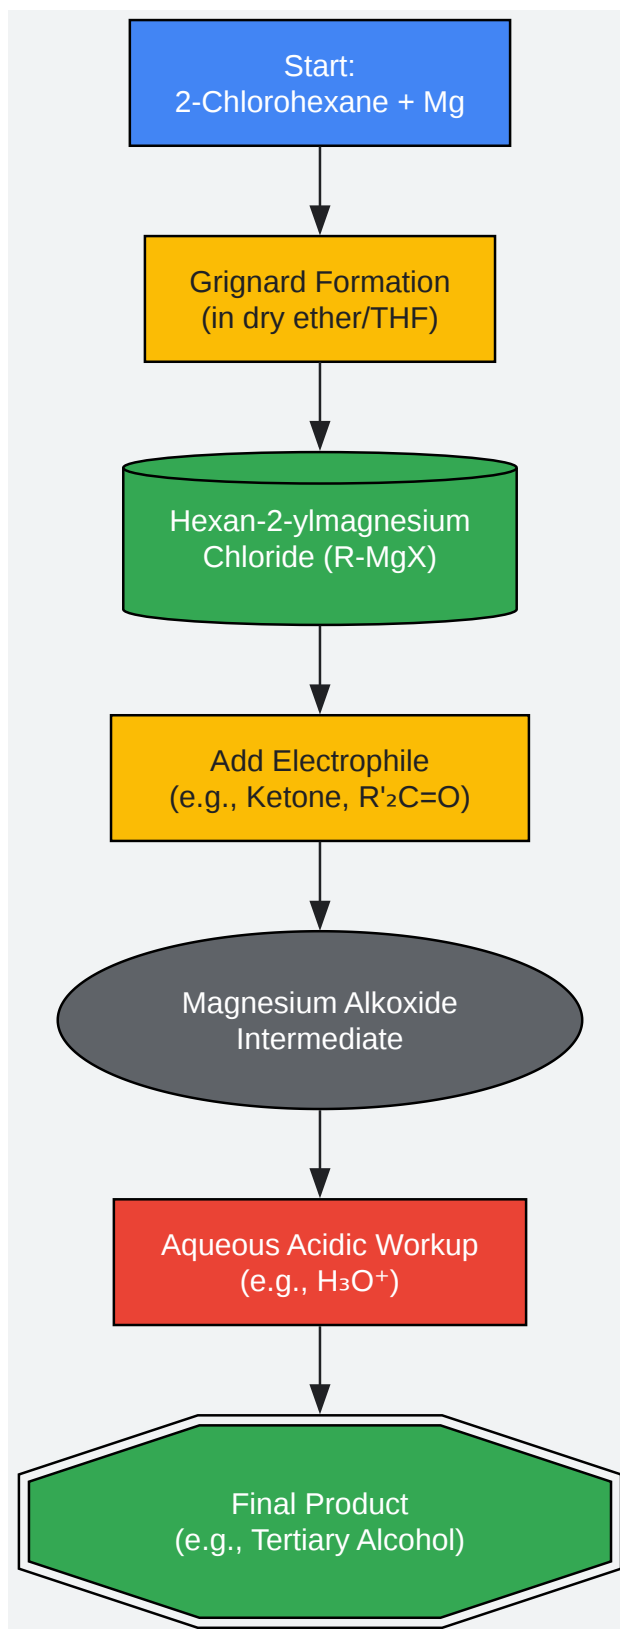 Start:
2-Chlorohexane + Mg
Grignard Formation
(in dry ether/THF)
Hexan-2-ylmagnesium
Chloride (R-MgX)
Add Electrophile
(e.g., Ketone, R'₂C=O)
Magnesium Alkoxide
Intermediate
Aqueous Acidic Workup
(e.g., H₃O⁺)
Final Product
(e.g., Tertiary Alcohol)